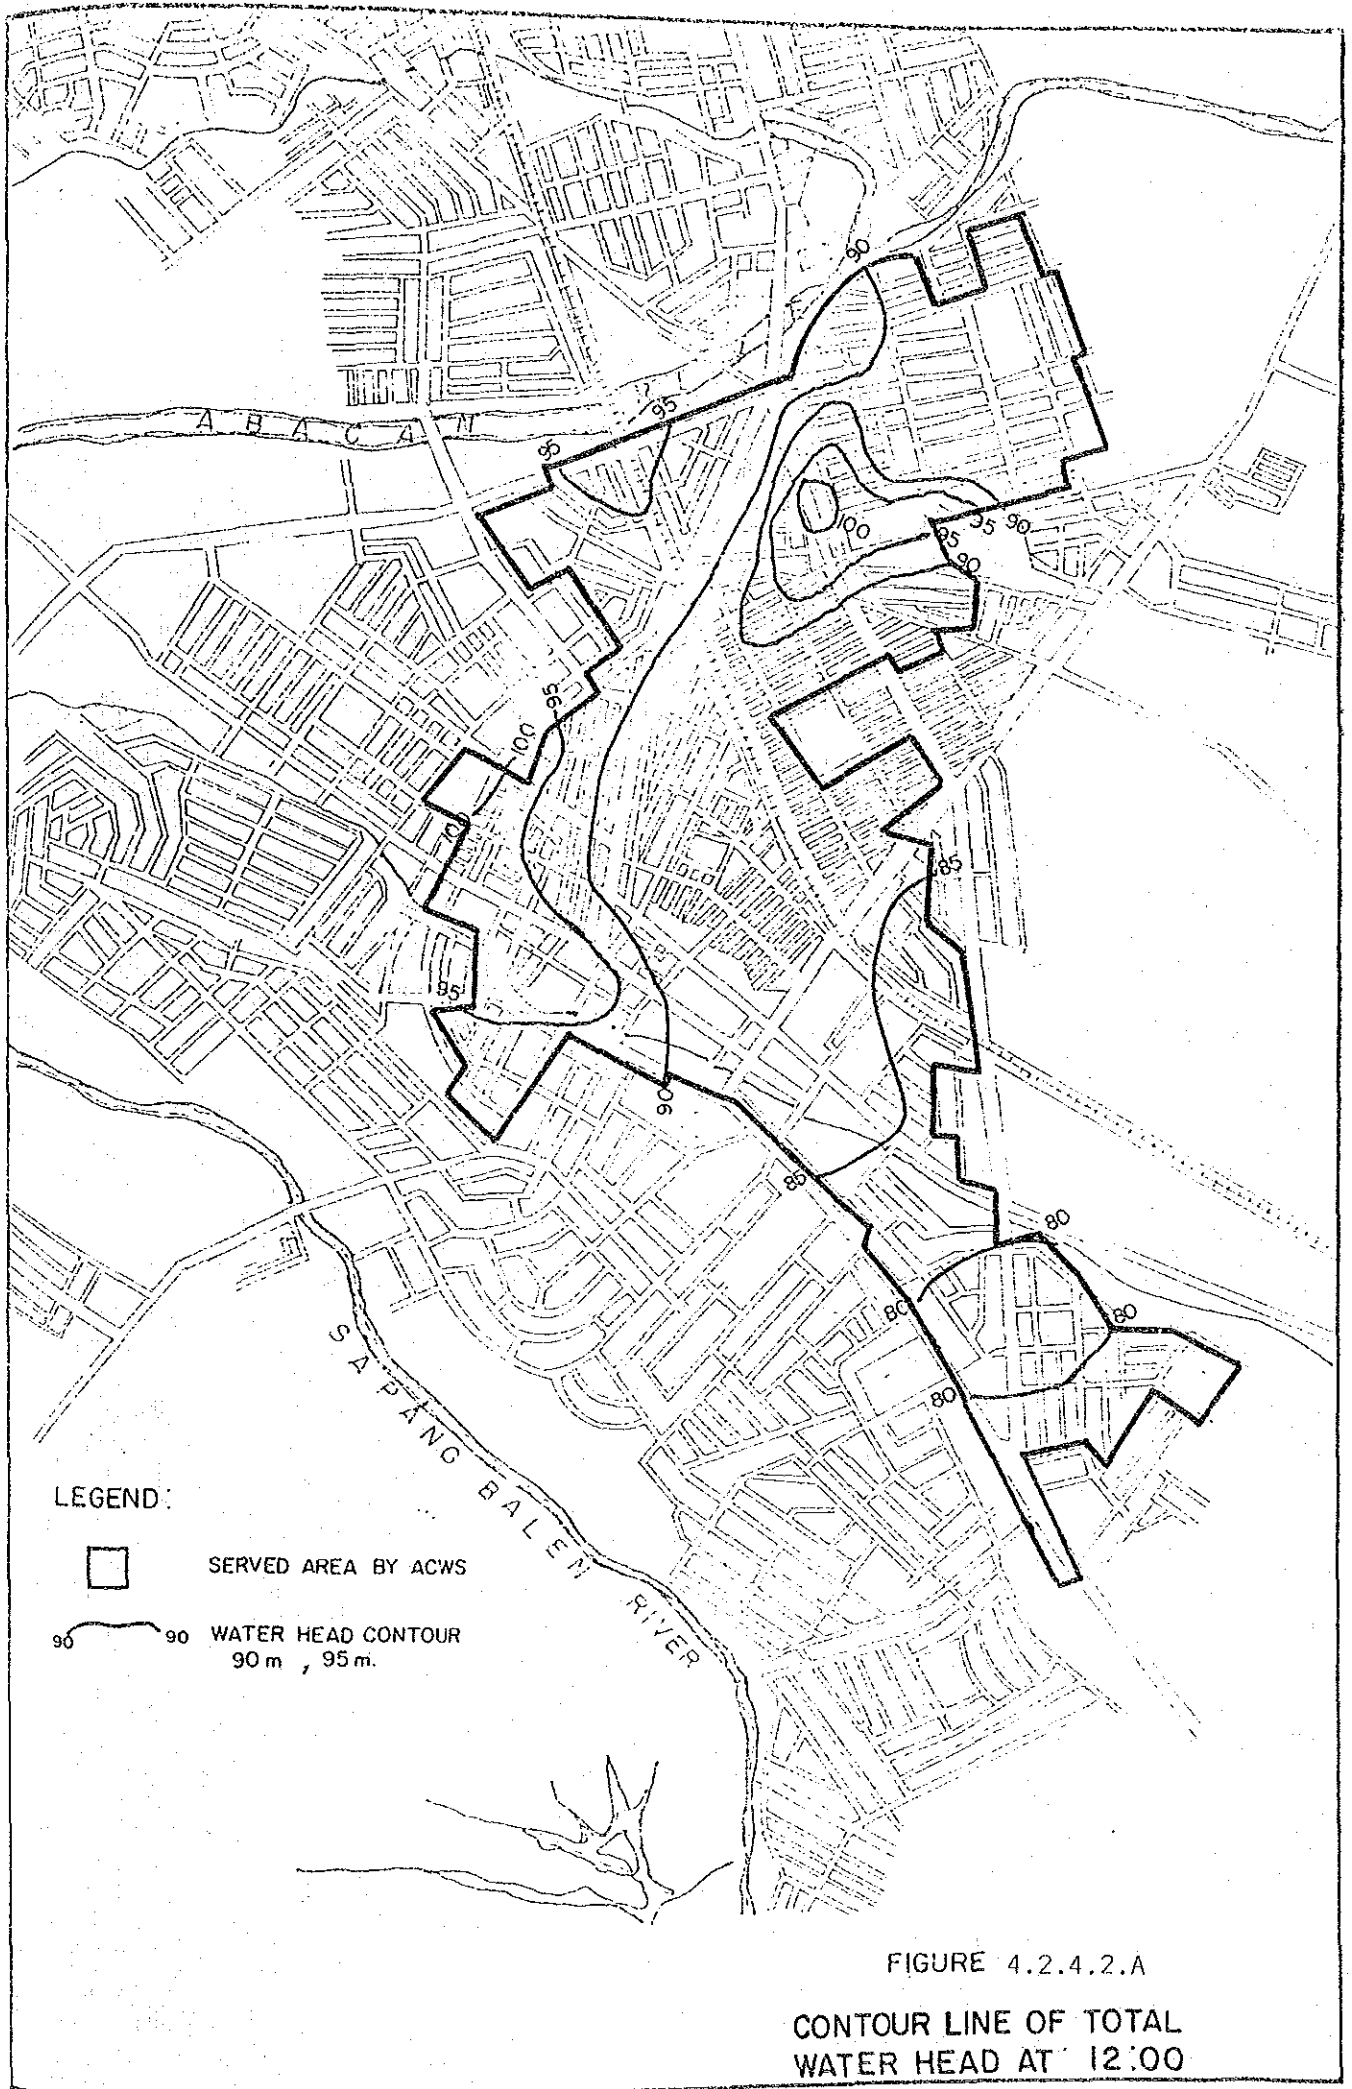 90
95
95
ABACAN
100
95
90
95
90
95
100
100
85
95
90
85
80
80
80
80
SAPANG BALEN RIVER
LEGEND:
SERVED AREA BY ACWS
90 90 WATER HEAD CONTOUR
90 m , 95 m.
FIGURE 4.2.4.2.A
CONTOUR LINE OF TOTAL
WATER HEAD AT 12:00